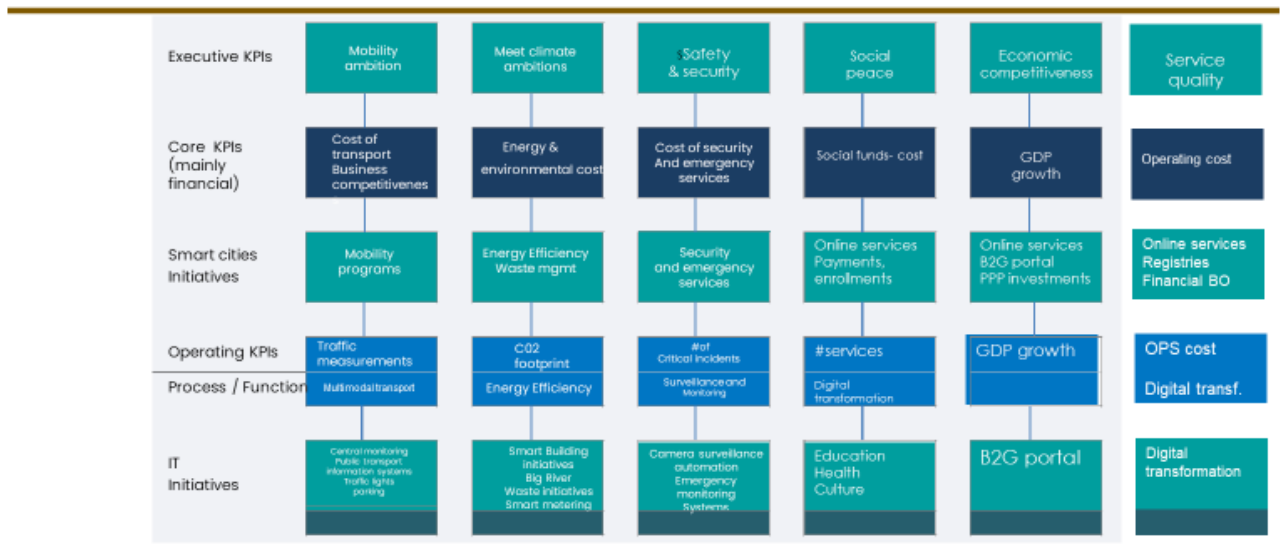 Executive KPIs
Mobility
ambition
Meet climate
ambitions
sSafety
& security
Social
peace
Economic
competitiveness
Service
quality
Core KPIs
(mainly
financial)
Cost of
transport
Business
competitivenes
Energy &
environmental cost
Cost of security
And emergency
services
Social funds- cost
GDP
growth
Operating cost
Smart cities
Initiatives
Mobility
programs
Energy Efficiency
Waste mgmt
Security
and emergency
services
Online services
Payments,
enrollments
Online services
B2G portal
PPP investments
Online services
Registries
Financial BO
Operating KPIs
Traffic
measurements
C02
footprint
#of
Critical incidents
#services
GDP growth
OPS cost
Process / Function
Multimodal transport
Energy Efficiency
Surveillance and
Monitoring
Digital
transformation
Digital transf.
IT
Initiatives
Central monitoring
Public transport
information systems
Traffic lights
parking
Smart Building
initiatives
Big River
Waste initiatives
Smart metering
Camera surveillance
automation
Emergency
monitoring
Systems
Education
Health
Culture
B2G portal
Digital
transformation